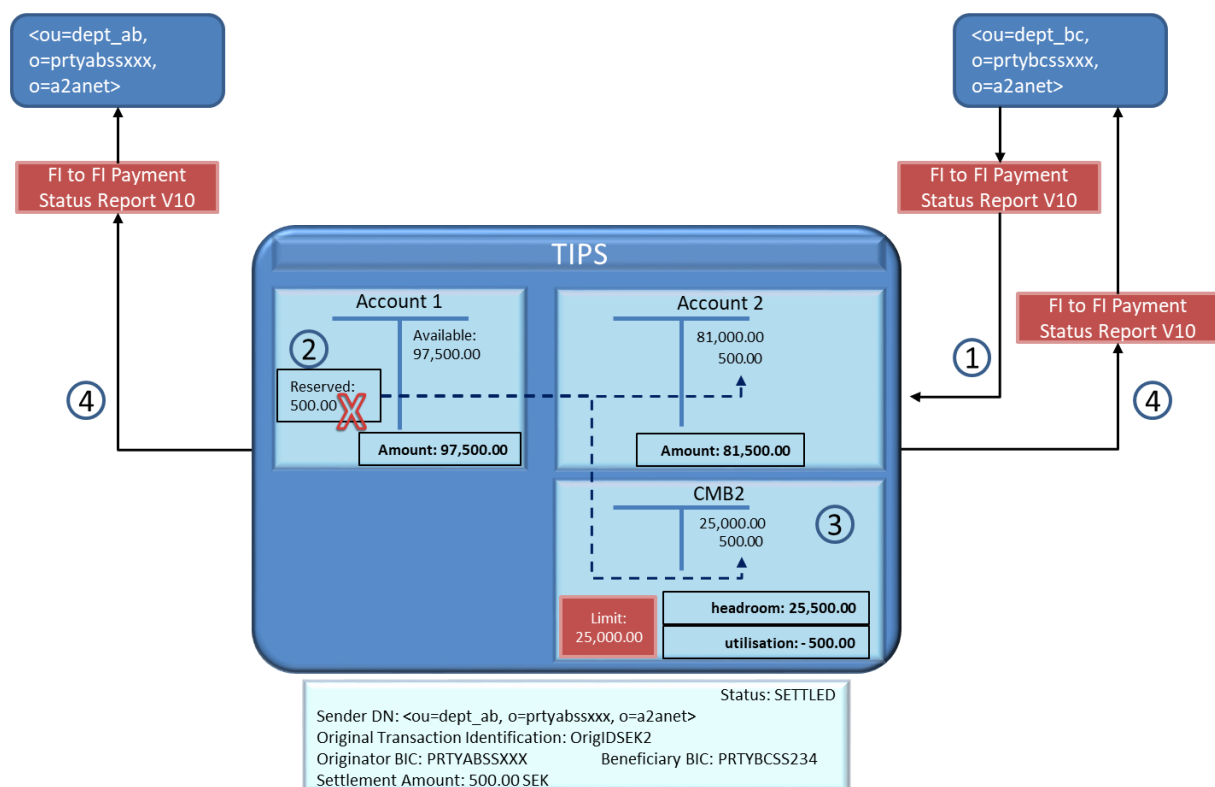 <ou=dept_ab,
o=prtyabssxxx,
o=a2anet>
<ou=dept_bc,
o=prtybcssxxx,
o=a2anet>
FI to FI Payment
Status Report V10
FI to FI Payment
Status Report V10
FI to FI Payment
Status Report V10
TIPS
Account 1
Available:
97,500.00
2
Reserved:
500.00
X
Amount: 97,500.00
Account 2
81,000.00
500.00
Amount: 81,500.00
1
4
4
CMB2
25,000.00
500.00
3
Limit:
25,000.00
headroom: 25,500.00
utilisation: - 500.00
Status: SETTLED
Sender DN: <ou=dept_ab, o=prtyabssxxx, o=a2anet>
Original Transaction Identification: OrigIDSEK2
Originator BIC: PRTYABSSXXX Beneficiary BIC: PRTYBCSS234
Settlement Amount: 500.00 SEK